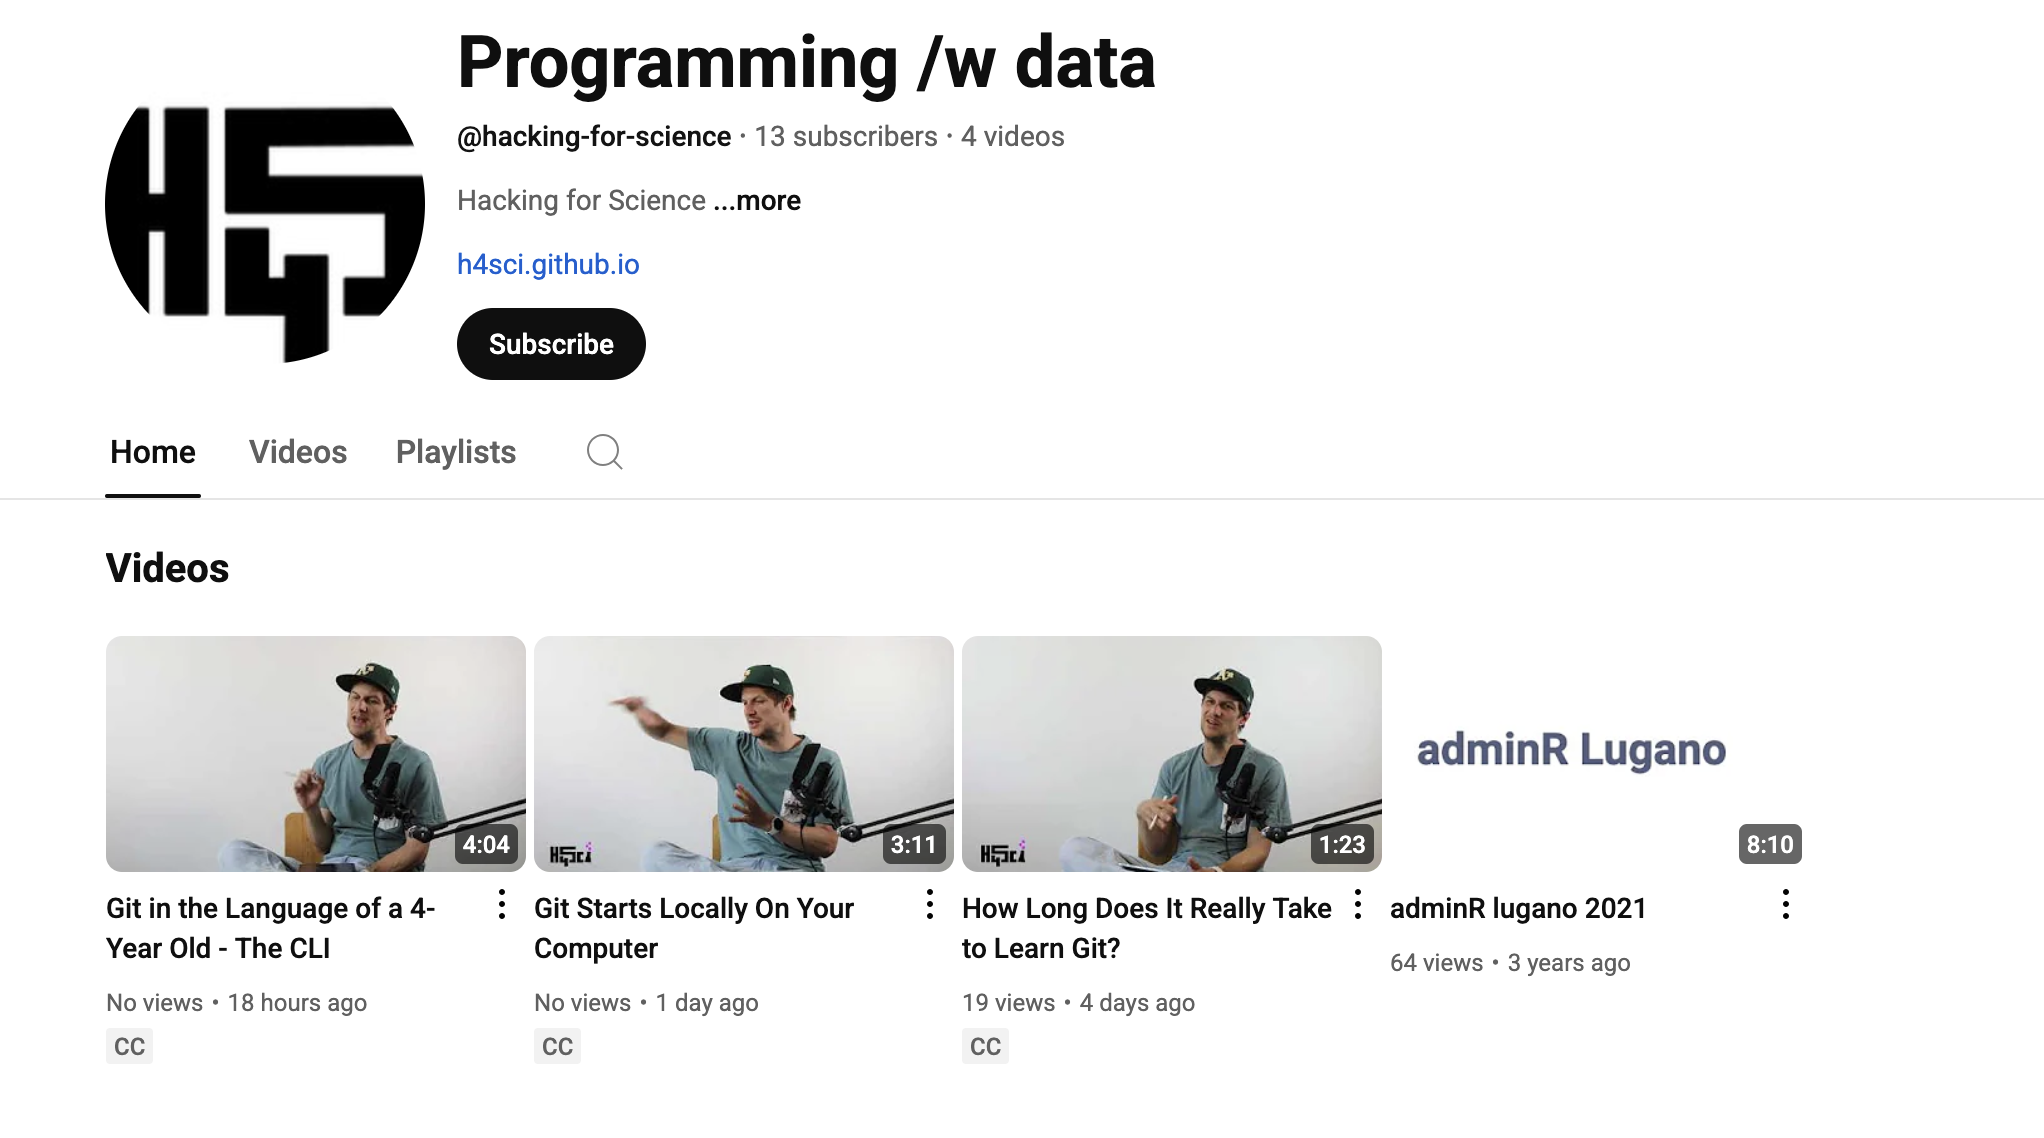 Programming /w data
@hacking-for-science · 13 subscribers · 4 videos
Hacking for Science ...more
h4sci.github.io
Subscribe
H4S
Home Videos Playlists
Videos
4:04
H4Sci
3:11
H4Sci
1:23
adminR Lugano
8:10
Git in the Language of a 4-
Year Old - The CLI
No views • 18 hours ago
CC
Git Starts Locally On Your
Computer
No views • 1 day ago
CC
How Long Does It Really Take
to Learn Git?
19 views • 4 days ago
CC
adminR lugano 2021
64 views • 3 years ago